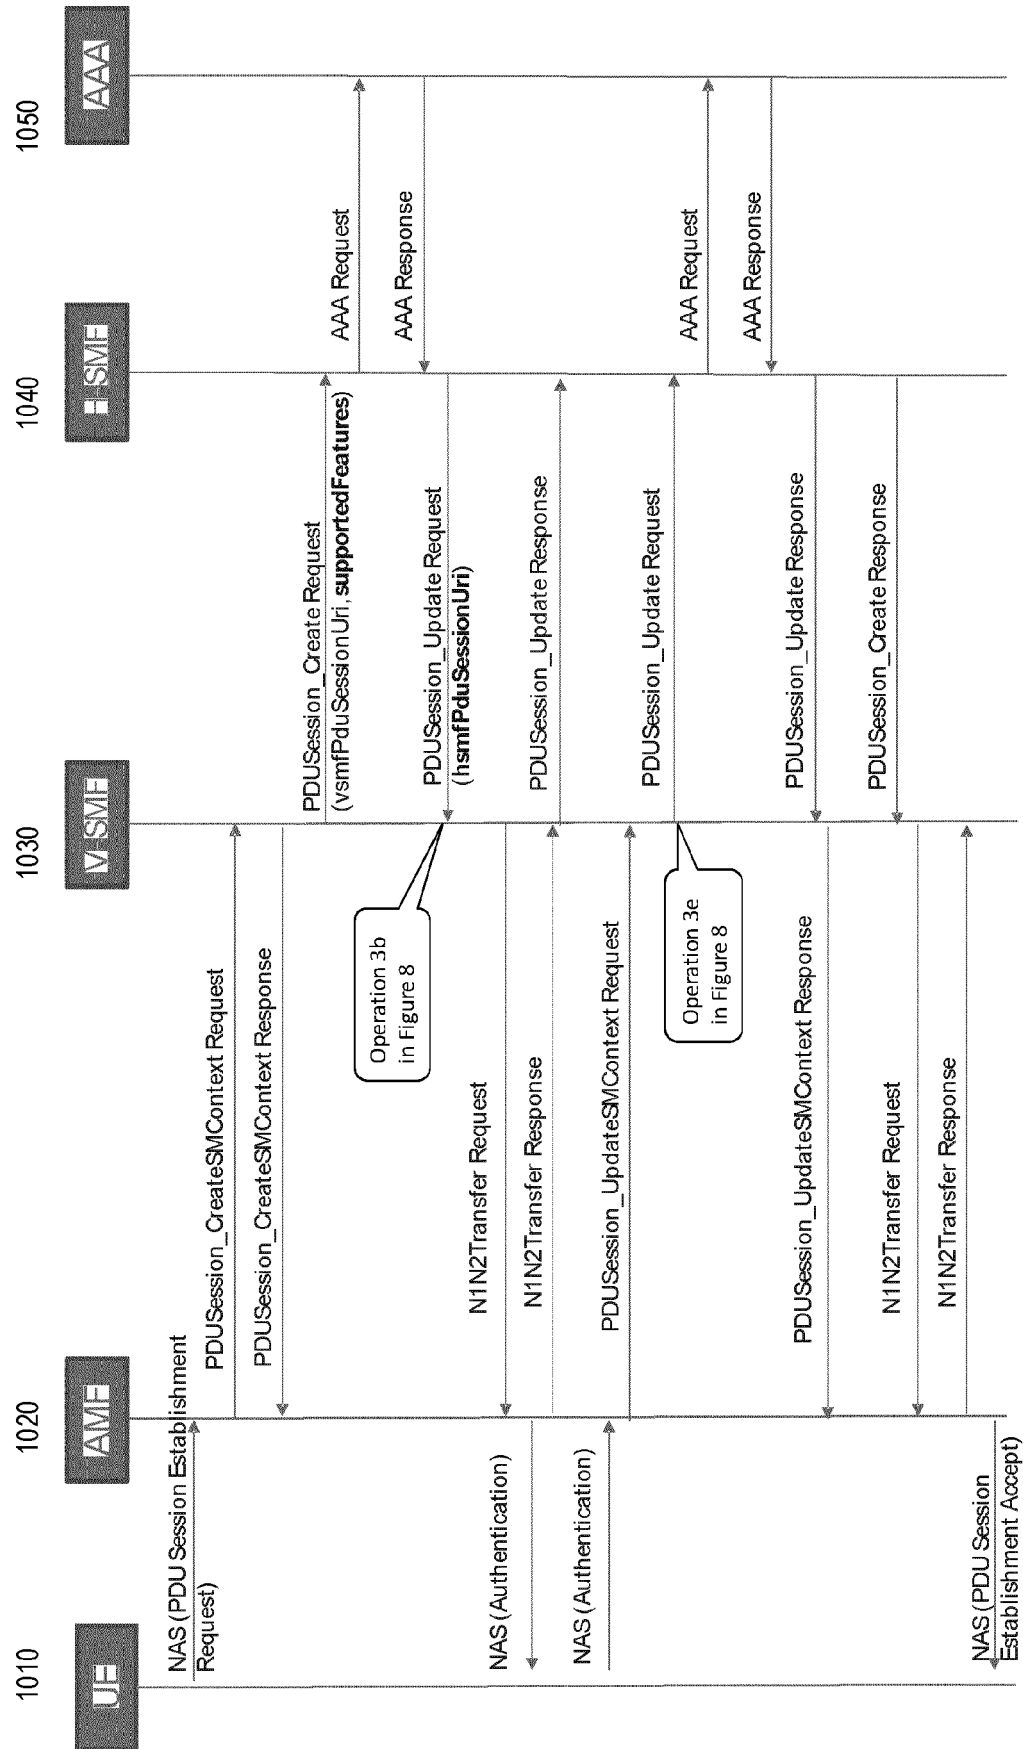 1010
1020
1030
1040
1050
UE
AMF
V-SMF
H-SMF
AAA
NAS (PDU Session Establishment
Request)
PDUSession_CreateSMContext Request
PDUSession_CreateSMContext Response
PDUSession_Create Request
(vsmfPduSessionUri, supportedFeatures)
AAA Request
AAA Response
PDUSession_Update Request
(hsmfPduSessionUri)
Operation 3b
in Figure 8
N1N2Transfer Request
NAS (Authentication)
N1N2Transfer Response
PDUSession_Update Response
NAS (Authentication)
PDUSession_UpdateSMContext Request
PDUSession_Update Request
Operation 3e
in Figure 8
AAA Request
AAA Response
PDUSession_Update Response
PDUSession_UpdateSMContext Response
PDUSession_Create Response
N1N2Transfer Request
N1N2Transfer Response
NAS (PDU Session
Establishment Accept)